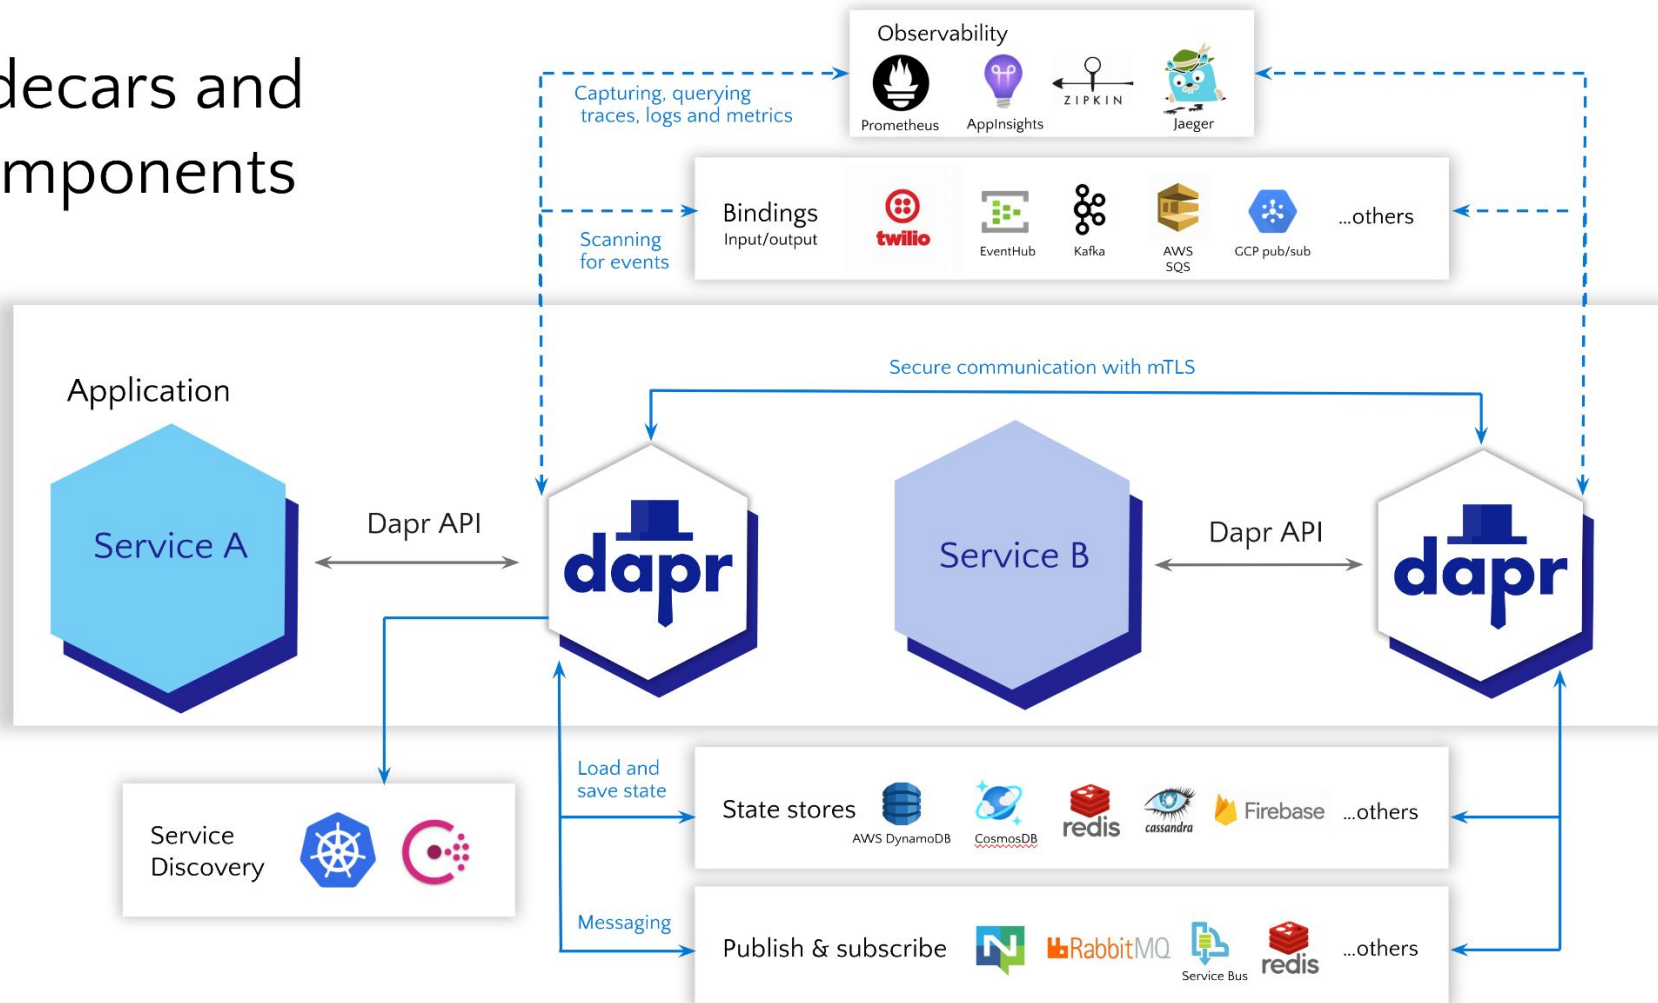 decars and
mponents
Observability
Prometheus
AppInsights
ZIPKIN
Jaeger
Capturing, querying
traces, logs and metrics
Bindings
Input/output
twilio
EventHub
Kafka
AWS
SQS
GCP pub/sub
...others
Scanning
for events
Secure communication with mTLS
Application
Service A
Dapr API
dapr
Service B
Dapr API
dapr
Load and
save state
State stores
AWS DynamoDB
CosmosDB
redis
cassandra
Firebase
...others
Service
Discovery
Messaging
Publish & subscribe
N
RabbitMQ
Service Bus
redis
...others